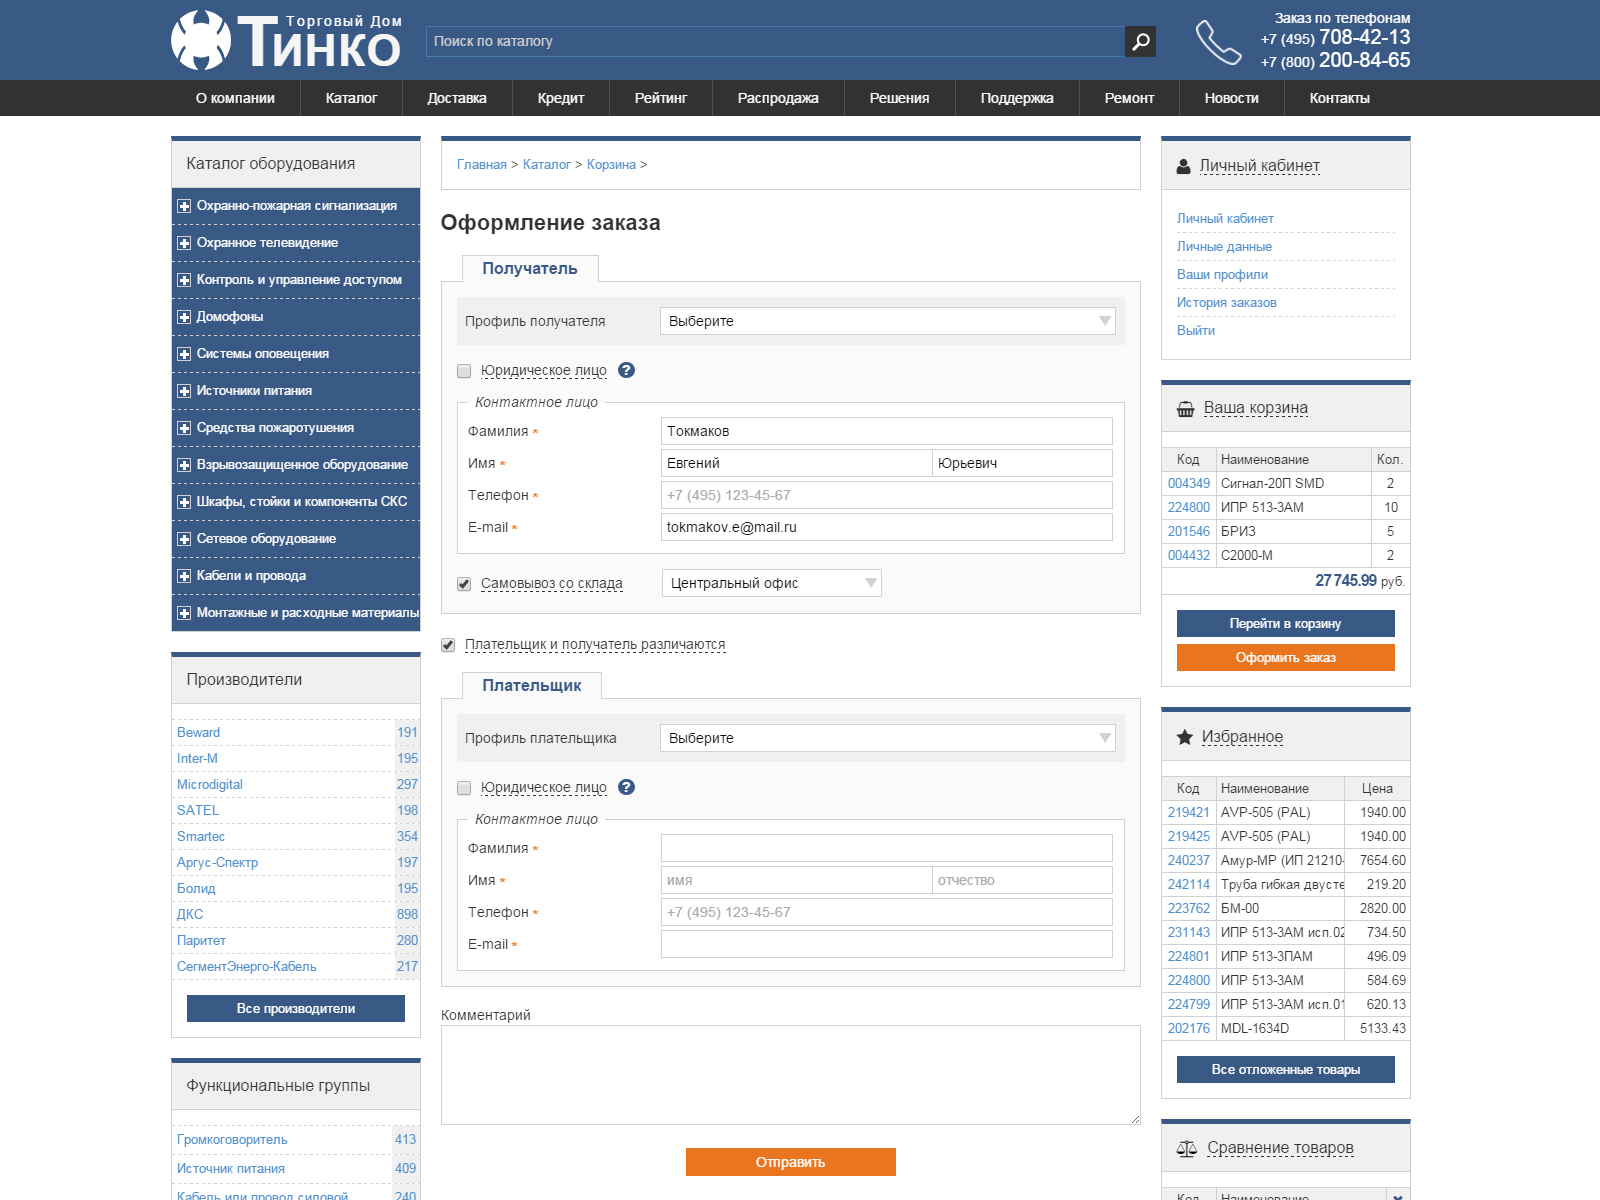 Торговый Дом
Тинко
Поиск по каталогу
Заказ по телефонам
+7 (495) 708-42-13
+7 (800) 200-84-65
О компании
Каталог
Доставка
Кредит
Рейтинг
Распродажа
Решения
Поддержка
Ремонт
Новости
Контакты
Каталог оборудования
Охранно-пожарная сигнализация
Охранное телевидение
Контроль и управление доступом
Домофоны
Системы оповещения
Источники питания
Средства пожаротушения
Взрывозащищенное оборудование
Шкафы, стойки и компоненты СКС
Сетевое оборудование
Кабели и провода
Монтажные и расходные материалы
Производители
Beward 191
Inter-M 195
Microdigital 297
SATEL 198
Smartec 354
Аргус-Спектр 197
Болид 195
ДКС 898
Паритет 280
СегментЭнерго-Кабель 217
Все производители
Функциональные группы
Громкоговоритель 413
Источник питания 409
Кабель или провод силовой 240
Главная > Каталог > Корзина >
Оформление заказа
Получатель
Профиль получателя Выберите
Юридическое лицо ?
Контактное лицо
Фамилия * Токмаков
Имя * Евгений Юрьевич
Телефон * +7 (495) 123-45-67
E-mail * tokmakov.e@mail.ru
Самовывоз со склада Центральный офис
Плательщик и получатель различаются
Плательщик
Профиль плательщика Выберите
Юридическое лицо ?
Контактное лицо
Фамилия *
Имя * имя отчество
Телефон * +7 (495) 123-45-67
E-mail *
Комментарий
Отправить
Личный кабинет
Личный кабинет
Личные данные
Ваши профили
История заказов
Выйти
Ваша корзина
Код Наименование Кол.
004349 Сигнал-20П SMD 2
224800 ИПР 513-3АМ 10
201546 БРИЗ 5
004432 С2000-М 2
27 745.99 руб.
Перейти в корзину
Оформить заказ
Избранное
Код Наименование Цена
219421 AVP-505 (PAL) 1940.00
219425 AVP-505 (PAL) 1940.00
240237 Амур-МР (ИП 21210- 7654.60
242114 Труба гибкая двусте 219.20
223762 БМ-00 2820.00
231143 ИПР 513-3АМ исп.02 734.50
224801 ИПР 513-3ПАМ 496.09
224800 ИПР 513-3АМ 584.69
224799 ИПР 513-3АМ исп.01 620.13
202176 MDL-1634D 5133.43
Все отложенные товары
Сравнение товаров
Код Наименование